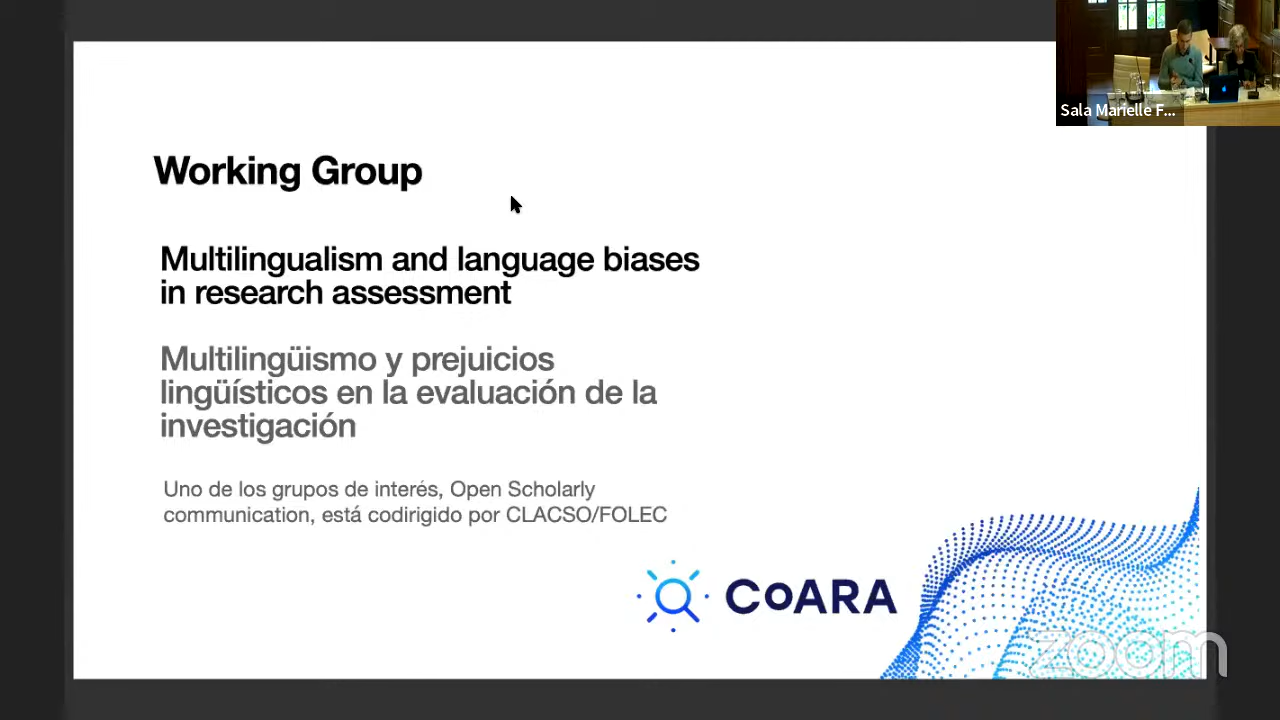 Sala Marielle F...
Working Group
Multilingualism and language biases
in research assessment
Multilingüismo y prejuicios
lingüísticos en la evaluación de la
investigación
Uno de los grupos de interés, Open Scholarly
communication, está codirigido por CLACSO/FOLEC
CoARA
zoom